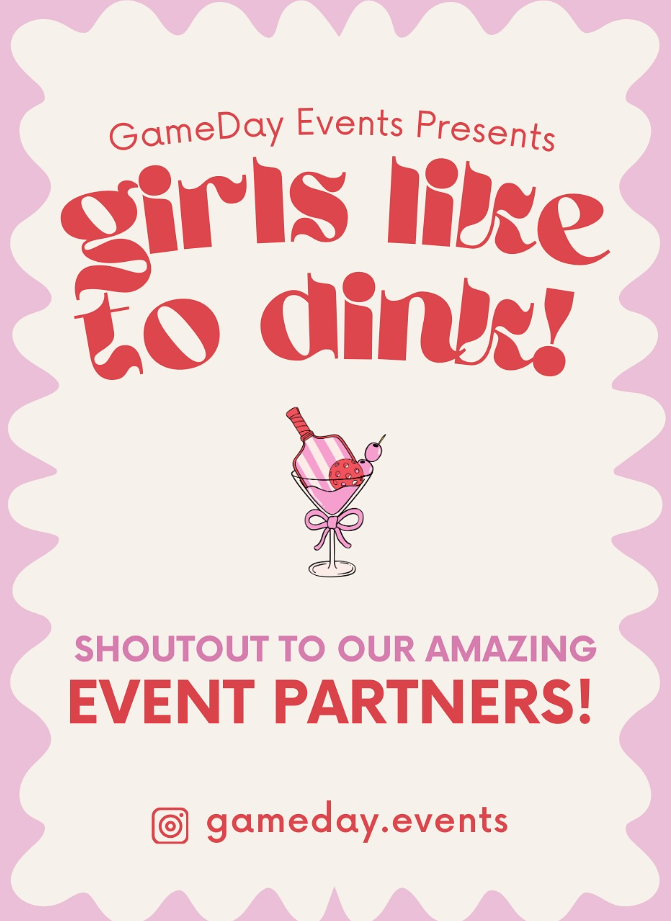 GameDay Events Presents
girls like
to dink!
SHOUTOUT TO OUR AMAZING
EVENT PARTNERS!
gameday.events